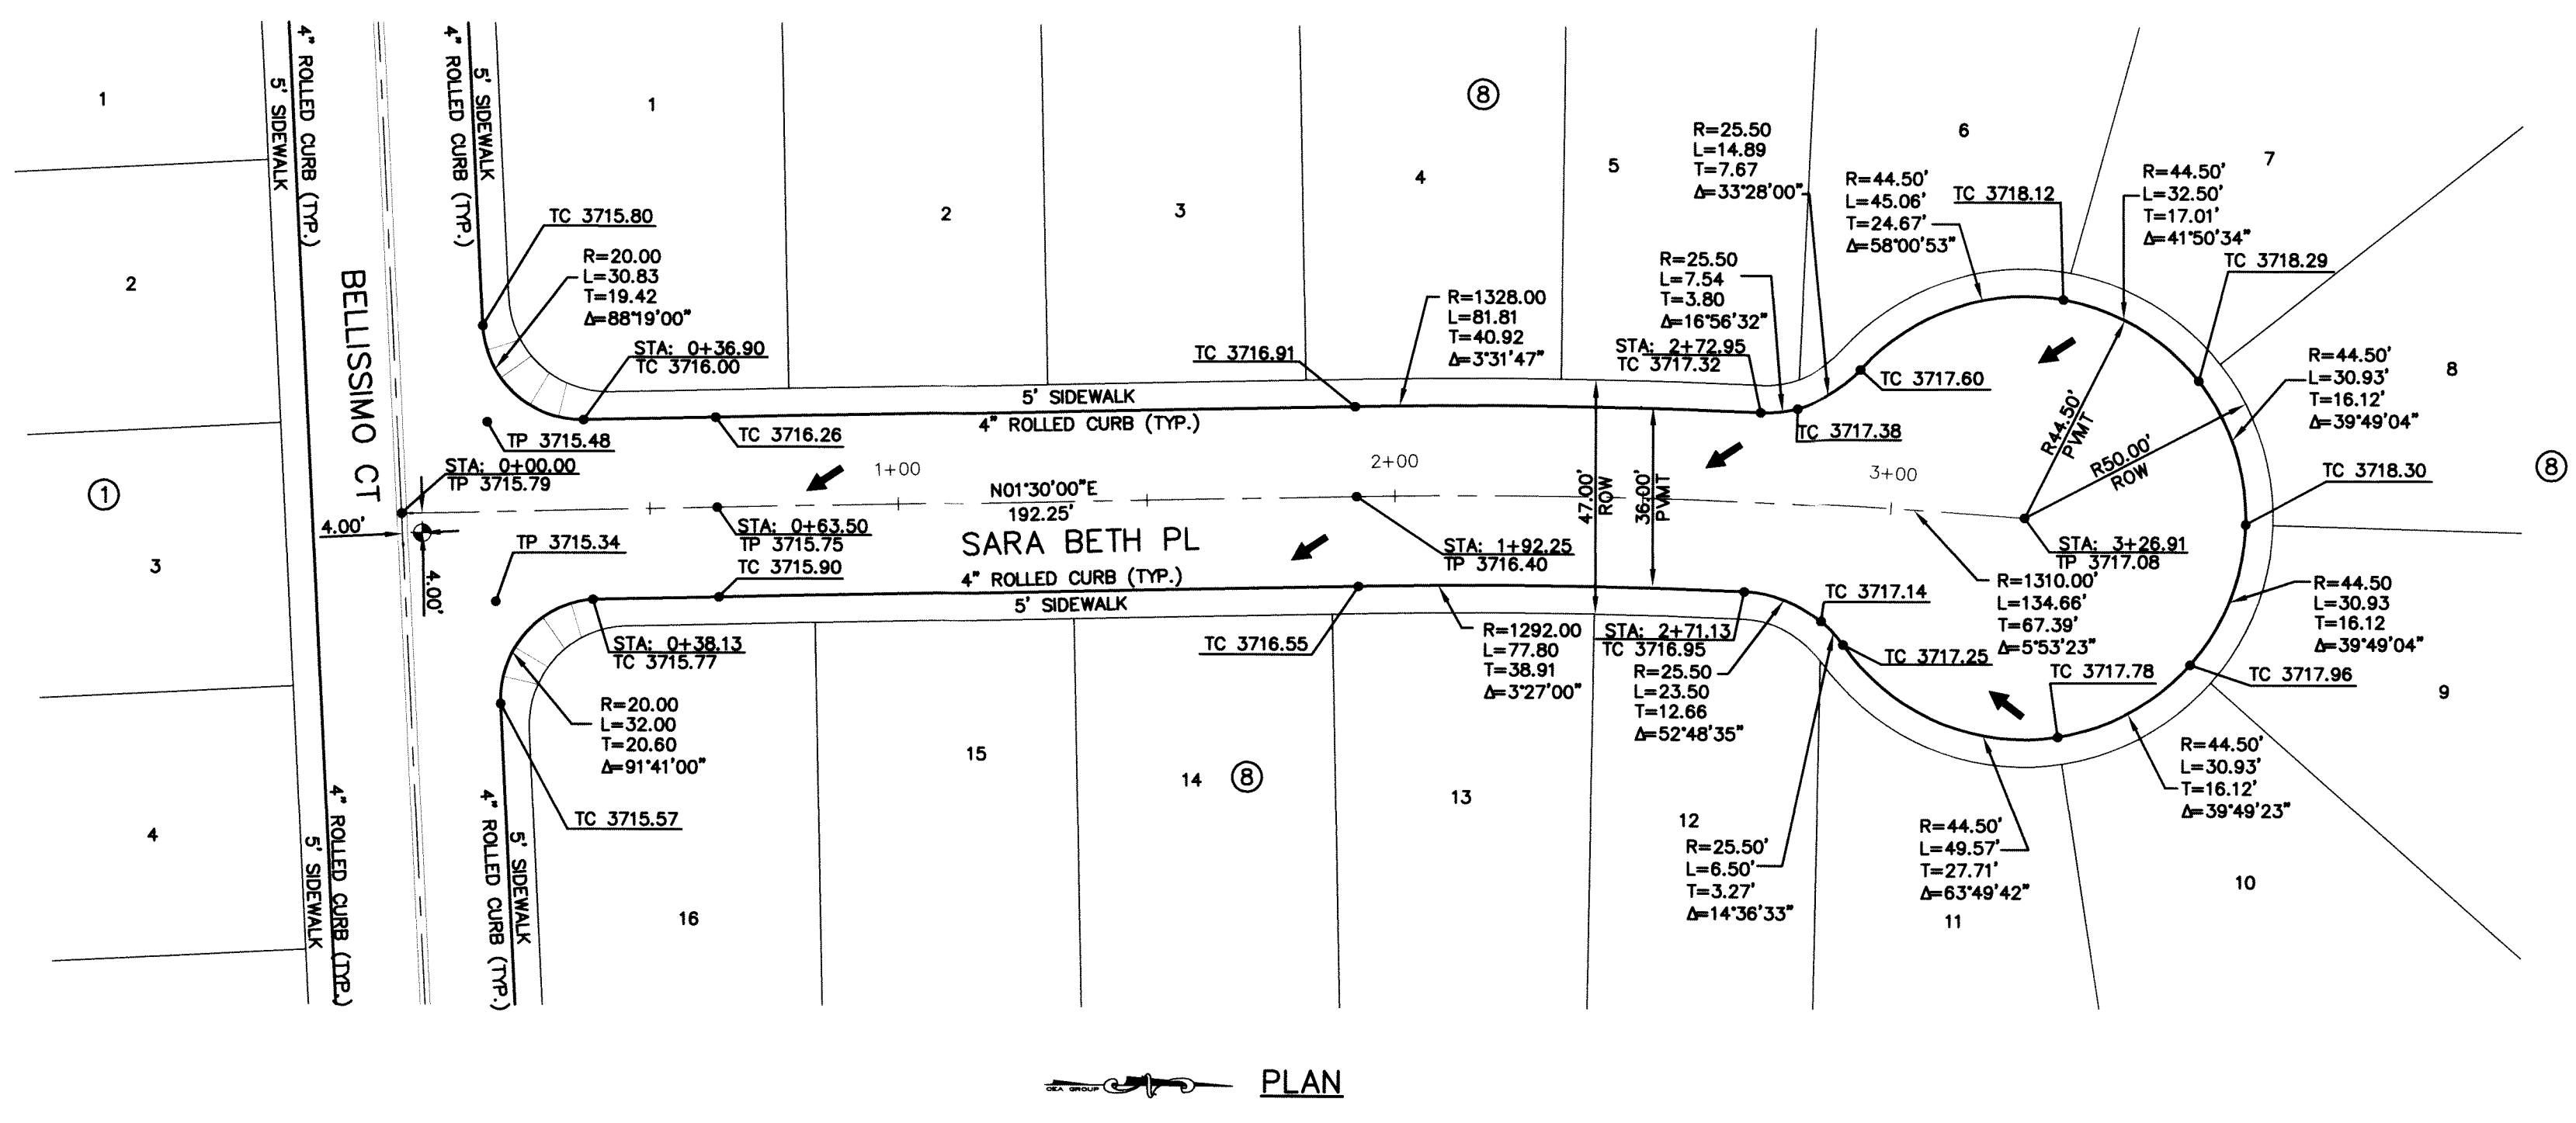 4" ROLLED CURB (TYP.)
5' SIDEWALK
4" ROLLED CURB (TYP.)
5' SIDEWALK
1
2
1
3
4
BELLISSIMO CT
1
2
3
8
4
5
6
7
8
8
9
10
11
12
13
14
8
15
16
TC 3715.80
R=20.00
L=30.83
T=19.42
Δ=88°19'00"
STA: 0+36.90
TC 3716.00
TP 3715.48
TC 3716.26
STA: 0+00.00
TP 3715.79
4.00'
4.00'
TP 3715.34
1+00
N01°30'00"E
192.25'
STA: 0+63.50
TP 3715.75
TC 3715.90
SARA BETH PL
5' SIDEWALK
4" ROLLED CURB (TYP.)
4" ROLLED CURB (TYP.)
5' SIDEWALK
STA: 0+38.13
TC 3715.77
R=20.00
L=32.00
T=20.60
Δ=91°41'00"
TC 3715.57
4" ROLLED CURB (TYP.)
5' SIDEWALK
4" ROLLED CURB (TYP.)
5' SIDEWALK
TC 3716.91
R=1328.00
L=81.81
T=40.92
Δ=3°31'47"
2+00
STA: 1+92.25
TP 3716.40
TC 3716.55
R=1292.00
L=77.80
T=38.91
Δ=3°27'00"
47.00'
ROW
36.00'
PVMT
R=25.50
L=14.89
T=7.67
Δ=33°28'00"
R=25.50
L=7.54
T=3.80
Δ=16°56'32"
STA: 2+72.95
TC 3717.32
TC 3717.38
TC 3717.60
3+00
R=44.50'
L=45.06'
T=24.67'
Δ=58°00'53"
TC 3718.12
R=44.50'
L=32.50'
T=17.01'
Δ=41°50'34"
TC 3718.29
R=44.50'
L=30.93'
T=16.12'
Δ=39°49'04"
TC 3718.30
R44.50'
PVMT
R50.00'
ROW
STA: 3+26.91
TP 3717.08
R=1310.00'
L=134.66'
T=67.39'
Δ=5°53'23"
R=44.50
L=30.93
T=16.12
Δ=39°49'04"
TC 3717.14
STA: 2+71.13
TC 3716.95
R=25.50
L=23.50
T=12.66
Δ=52°48'35"
TC 3717.25
TC 3717.78
TC 3717.96
R=44.50'
L=30.93'
T=16.12'
Δ=39°49'23"
R=25.50'
L=6.50'
T=3.27'
Δ=14°36'33"
R=44.50'
L=49.57'
T=27.71'
Δ=63°49'42"
CEA GROUP
PLAN